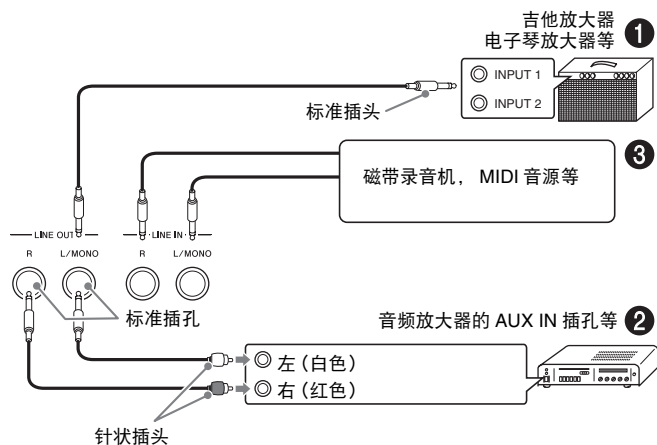 吉他放大器
电子琴放大器等 ❶
INPUT 1
INPUT 2
标准插头
❸
磁带录音机， MIDI 音源等
LINE OUT
LINE IN
R
L/MONO
R
L/MONO
标准插孔
音频放大器的 AUX IN 插孔等 ❷
左（白色）
右（红色）
针状插头